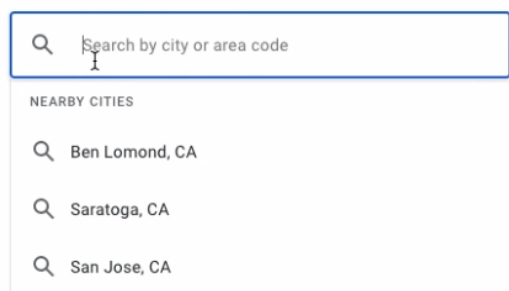 Search by city or area code
NEARBY CITIES
Ben Lomond, CA
Saratoga, CA
San Jose, CA